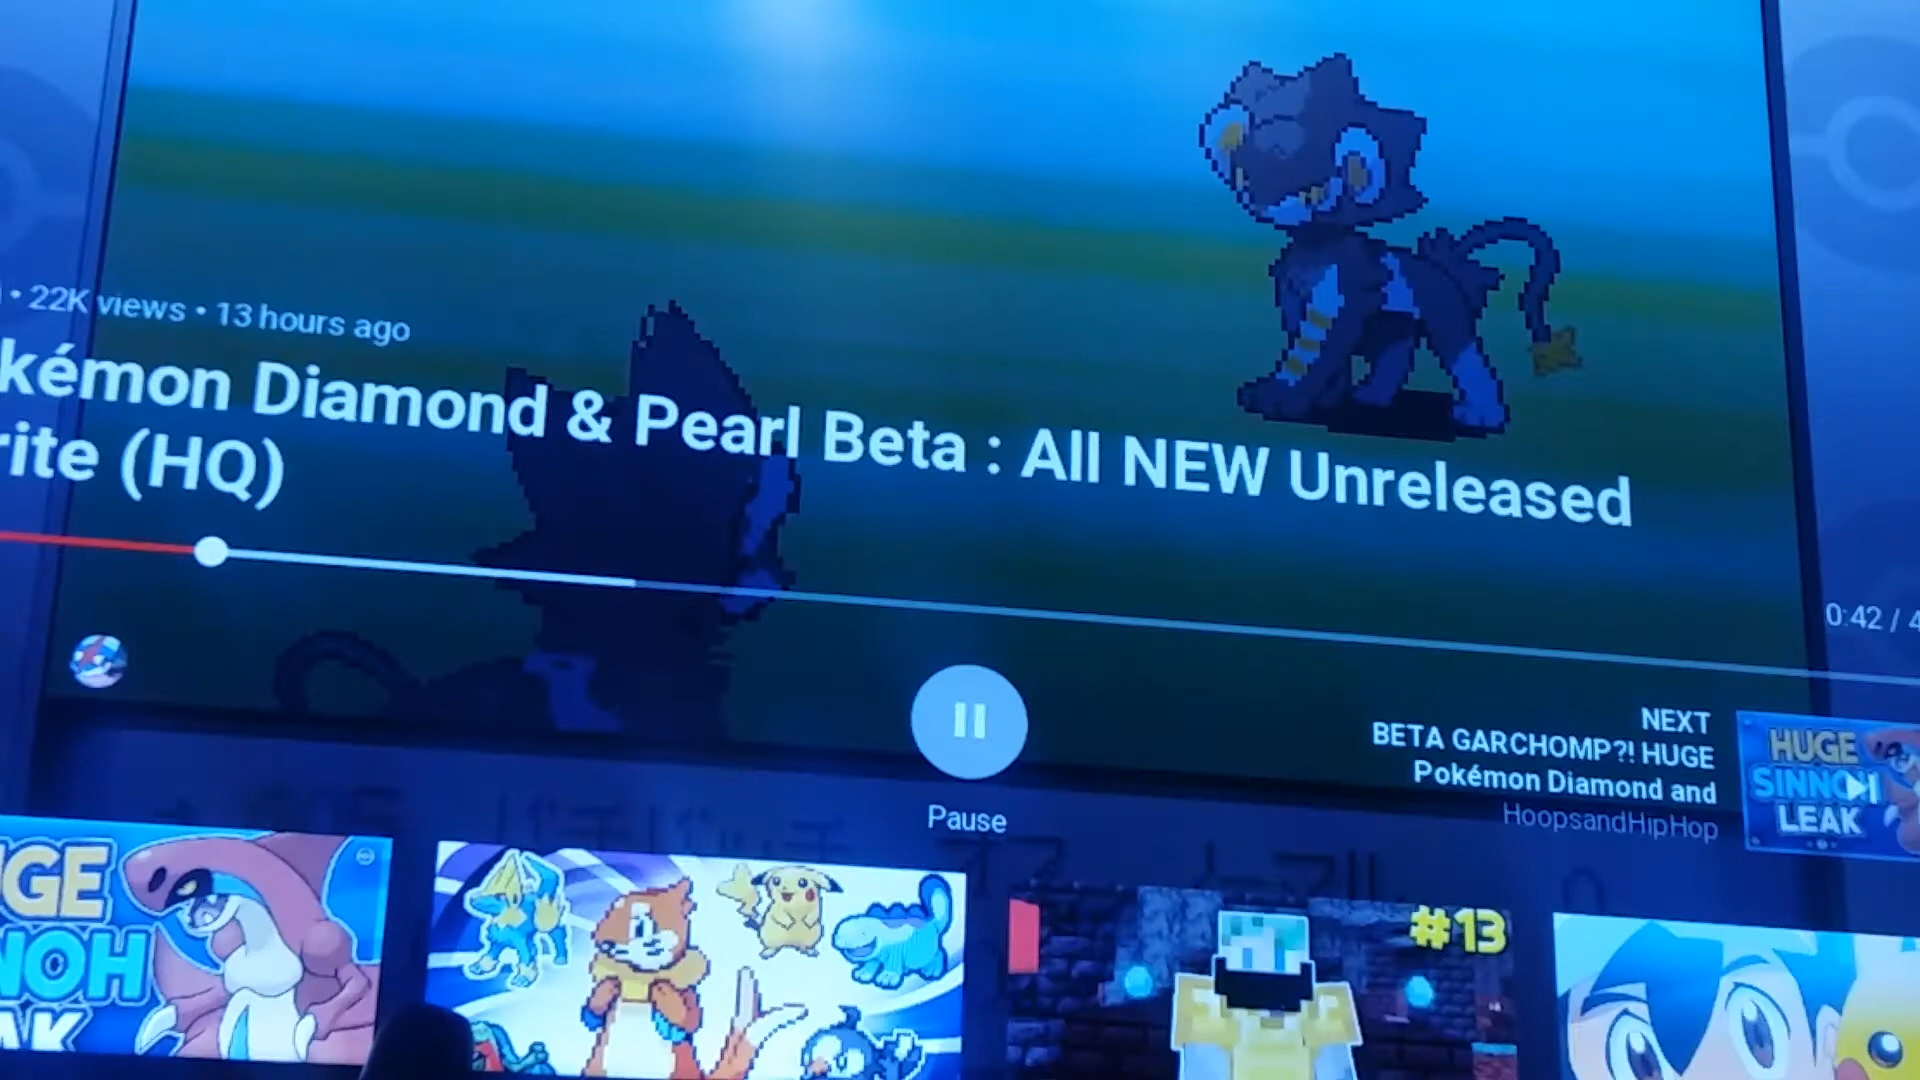 • 22K views • 13 hours ago
kémon Diamond & Pearl Beta : All NEW Unreleased
rite (HQ)
0:42 / 4
Pause
NEXT
BETA GARCHOMP?! HUGE
Pokémon Diamond and
HoopsandHipHop
HUGE
SINNOH
LEAK
GE
NOH
AK
#13